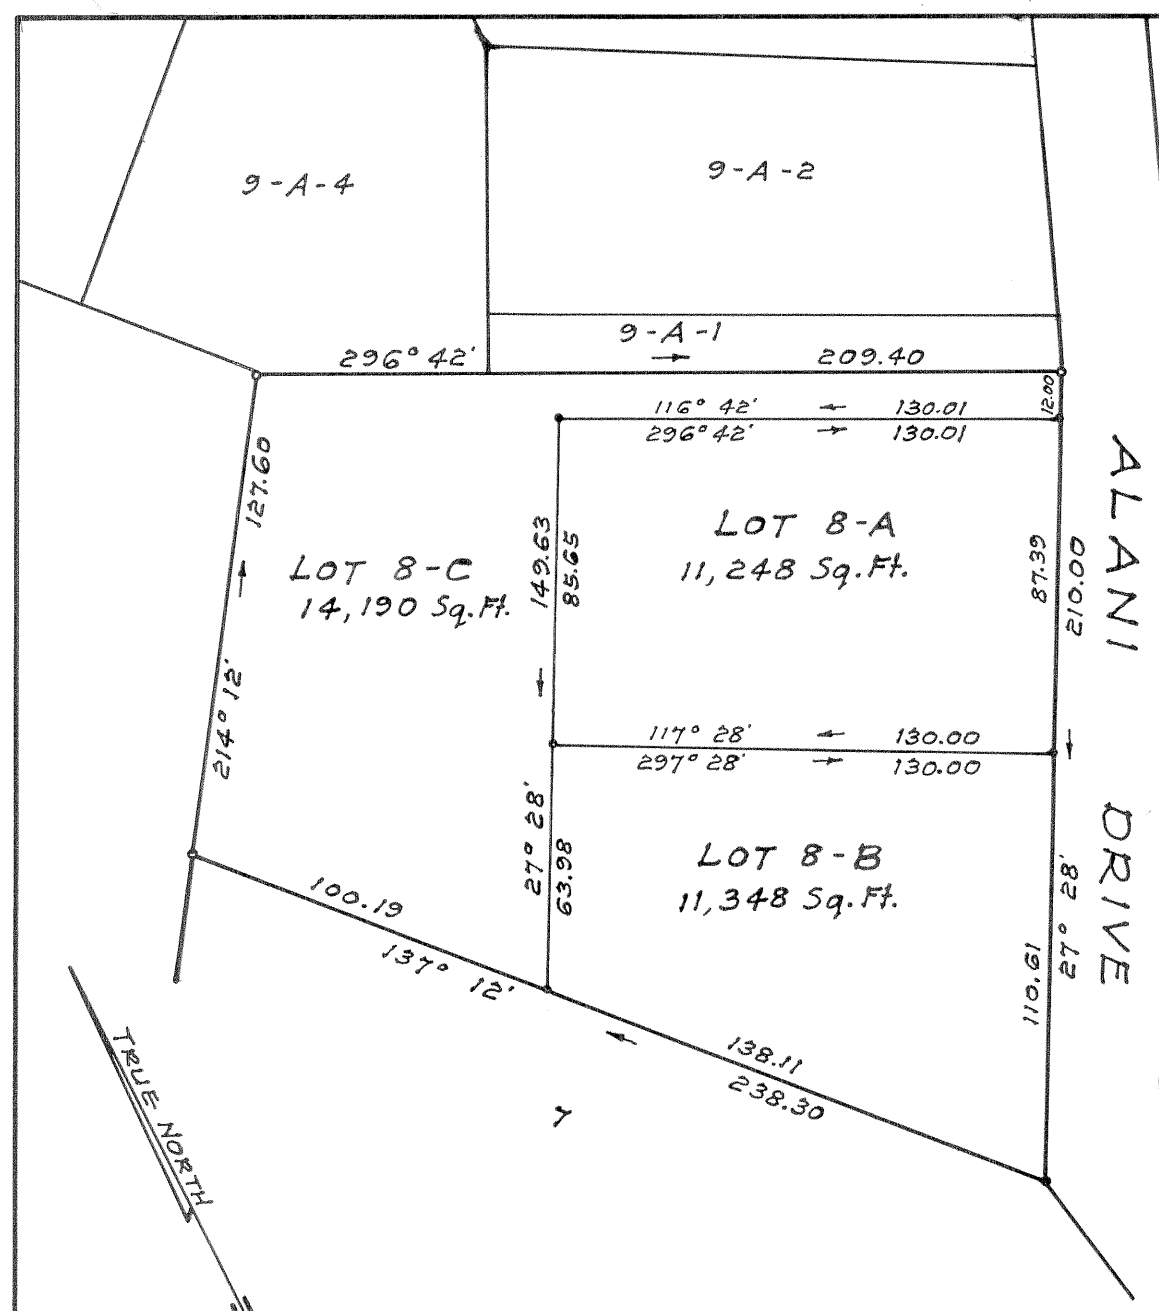 9-A-4
9-A-2
9-A-1
296° 42'
209.40
12.00
116° 42'
130.01
296° 42'
130.01
127.60
214° 12'
LOT 8-C
14,190 Sq.Ft.
149.63
85.65
LOT 8-A
11,248 Sq.Ft.
87.39
210.00
ALANI DRIVE
117° 28'
130.00
297° 28'
130.00
27° 28'
63.98
LOT 8-B
11,348 Sq.Ft.
110.61
27° 28'
100.19
137° 12'
138.11
238.30
7
TRUE NORTH